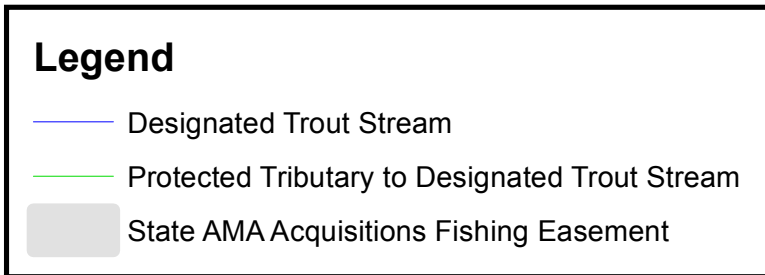 Legend
Designated Trout Stream
Protected Tributary to Designated Trout Stream
State AMA Acquisitions Fishing Easement